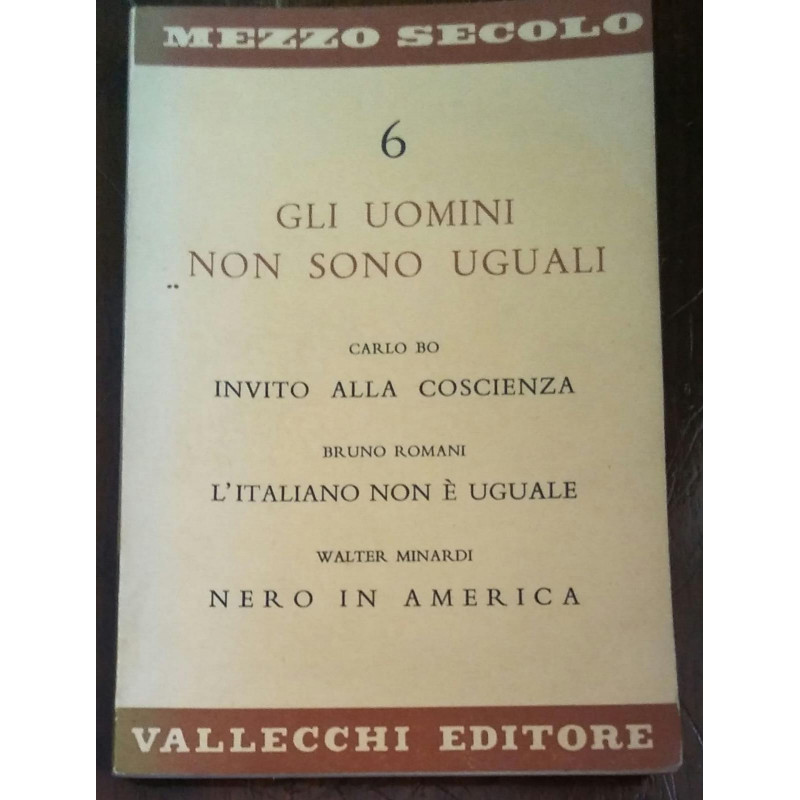 MEZZO SECOLO
6
GLI UOMINI
NON SONO UGUALI
CARLO BO
INVITO ALLA COSCIENZA
BRUNO ROMANI
L'ITALIANO NON È UGUALE
WALTER MINARDI
NERO IN AMERICA
VALLECCHI EDITORE